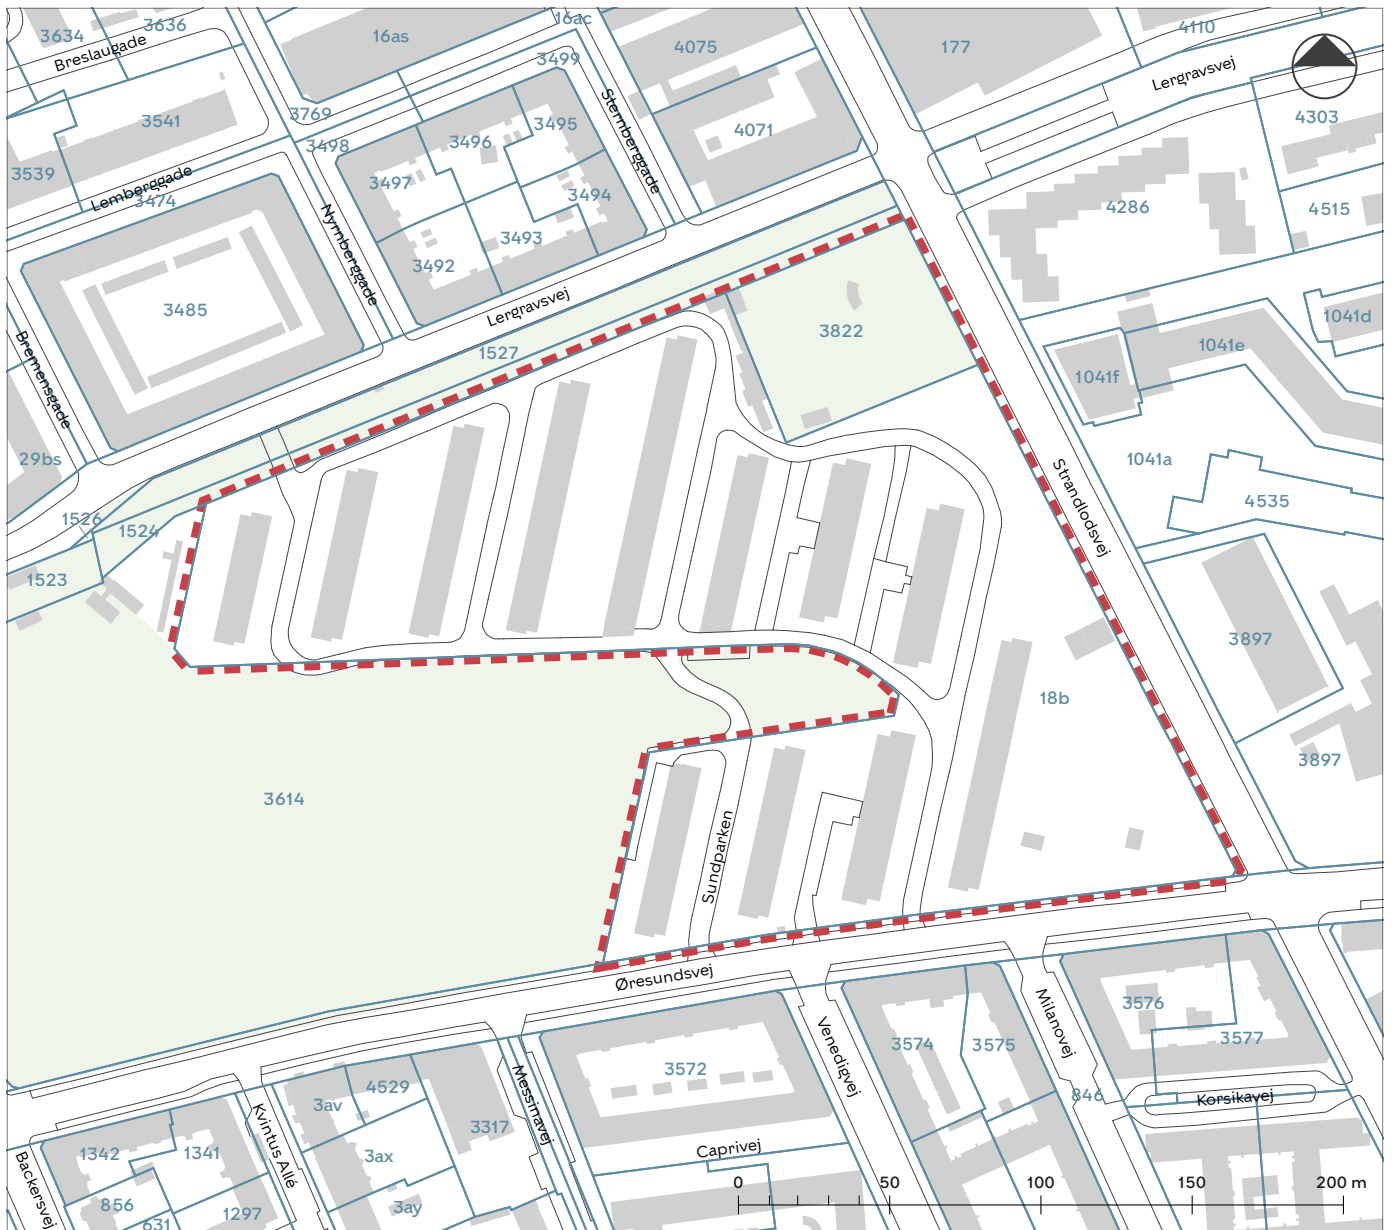 3634
3636
Breslaugade
16as
16ac
3499
4075
177
4110
Lergravsvej
4303
3541
3769
3498
3496
3495
Sternberggade
4071
3539
Lemberggade
3474
3497
3494
4286
4515
Nyrnberggade
3493
3492
3485
Lergravsvej
1527
3822
1041d
1041e
1041f
Bremensgade
29bs
1041a
4535
Strandlodsvej
1526
1524
1523
3897
18b
3897
3614
Sundparken
Øresundsvej
3576
3577
3574
3575
Milanovej
Venedigvej
846
Korsikavej
3572
Messinavej
4529
3av
3317
Kvintus Allé
1342
1341
3ax
Caprivej
Backersvej
856
631
1297
3ay
0 50 100 150 200 m